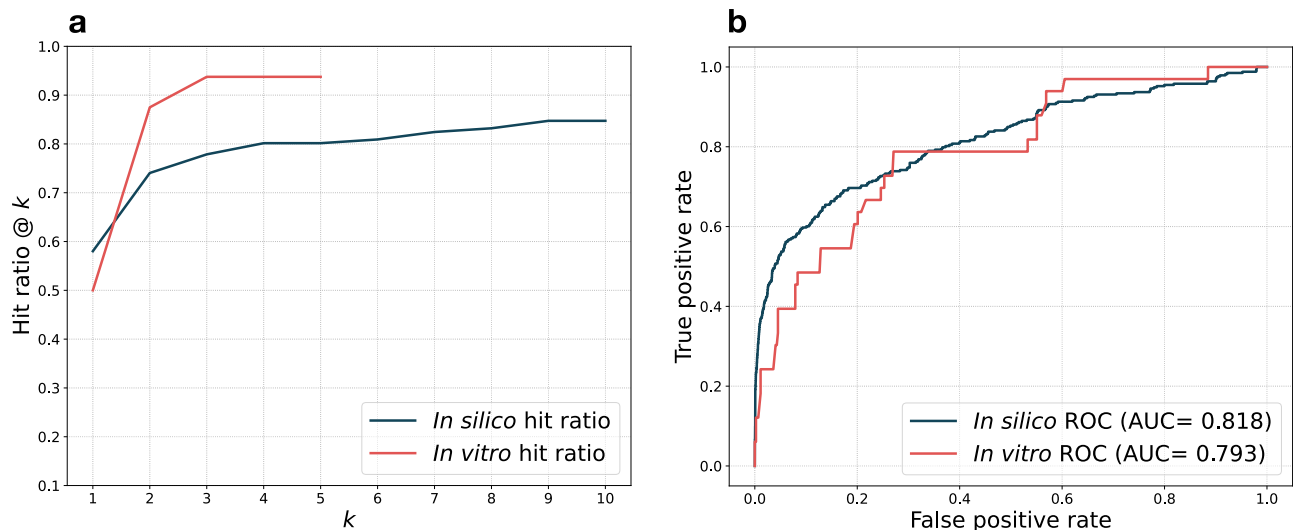 a
1.0
0.9
0.8
0.7
0.6
0.5
0.4
0.3
0.2
0.1
Hit ratio @ k
1 2 3 4 5 6 7 8 9 10
k
In silico hit ratio
In vitro hit ratio
b
1.0
0.8
0.6
0.4
0.2
0.0
True positive rate
0.0 0.2 0.4 0.6 0.8 1.0
False positive rate
In silico ROC (AUC= 0.818)
In vitro ROC (AUC= 0.793)